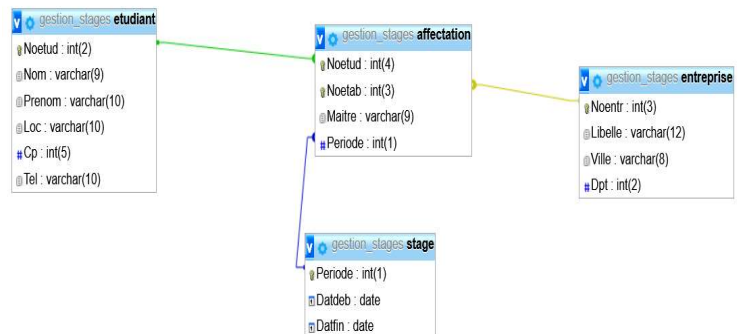 gestion_stages etudiant
Noetud : int(2)
Nom : varchar(9)
Prenom : varchar(10)
Loc : varchar(10)
# Cp : int(5)
Tel : varchar(10)
gestion_stages affectation
Noetud : int(4)
Noetab : int(3)
Maitre : varchar(9)
# Periode : int(1)
gestion_stages entreprise
Noentr : int(3)
Libelle : varchar(12)
Ville : varchar(8)
# Dpt : int(2)
gestion_stages stage
Periode : int(1)
Datdeb : date
Datfin : date